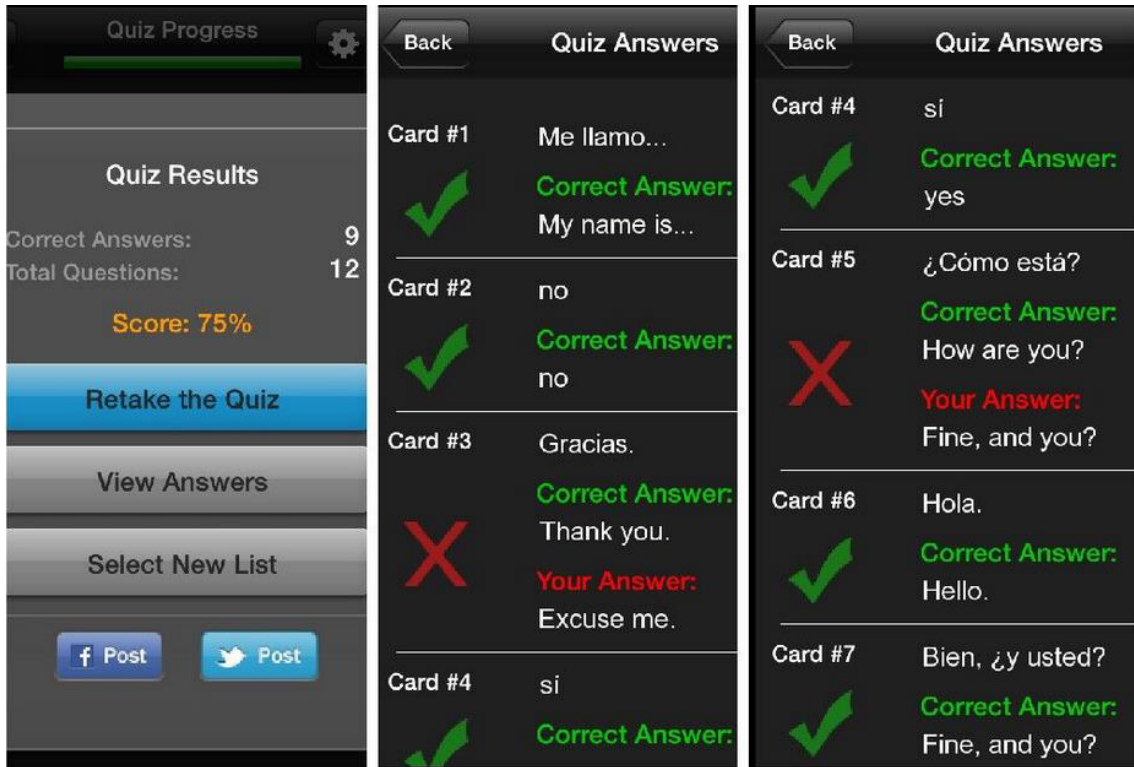 Quiz Progress
Quiz Results
Correct Answers: 9
Total Questions: 12
Score: 75%
Retake the Quiz
View Answers
Select New List
f Post
Post
Back
Quiz Answers
Card #1
Me llamo...
Correct Answer:
My name is...
Card #2
no
Correct Answer:
no
Card #3
Gracias.
Correct Answer:
Thank you.
Your Answer:
Excuse me.
Card #4
sí
Correct Answer:
Back
Quiz Answers
Card #4
sí
Correct Answer:
yes
Card #5
¿Cómo está?
Correct Answer:
How are you?
Your Answer:
Fine, and you?
Card #6
Hola.
Correct Answer:
Hello.
Card #7
Bien, ¿y usted?
Correct Answer:
Fine, and you?